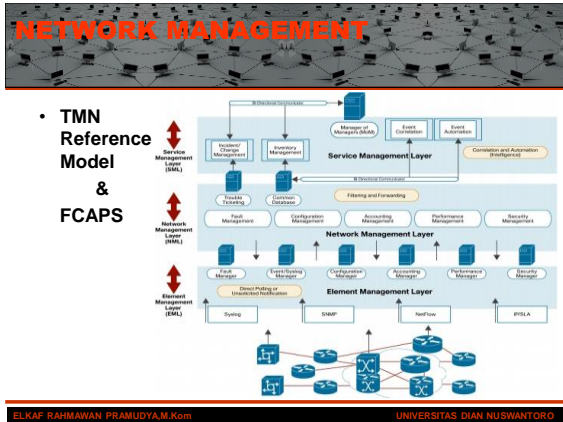 NETWORK MANAGEMENT
• TMN
Reference
Model
&
FCAPS
Bi-Directional Communication
Manager of
Managers (MoM)
Event
Correlation
Event
Automation
Incident/
Change
Management
Inventory
Management
Service Management Layer
Correlation and Automation
(Intelligence)
Service
Management
Layer
(SML)
Bi-Directional Communication
Trouble
Ticketing
Common
Database
Filtering and Forwarding
Fault
Management
Configuration
Management
Accounting
Management
Performance
Management
Security
Management
Network Management Layer
Network
Management
Layer
(NML)
Fault
Manager
Event/Syslog
Manager
Configuration
Manager
Accounting
Manager
Performance
Manager
Security
Manager
Direct Polling or
Unsolicited Notification
Element Management Layer
Element
Management
Layer
(EML)
Syslog
SNMP
NetFlow
IP/SLA
ELKAF RAHMAWAN PRAMUDYA,M.Kom
UNIVERSITAS DIAN NUSWANTORO